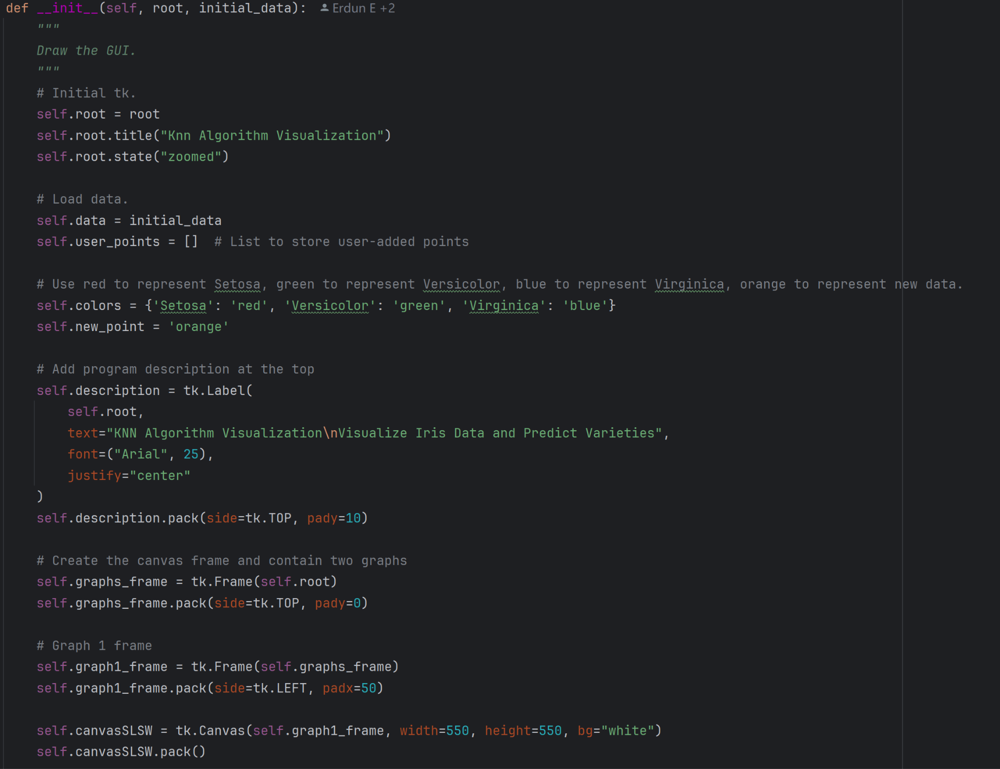 def __init__(self, root, initial_data):  Erdun E +2
    """
    Draw the GUI.
    """
    # Initial tk.
    self.root = root
    self.root.title("Knn Algorithm Visualization")
    self.root.state("zoomed")

    # Load data.
    self.data = initial_data
    self.user_points = []  # List to store user-added points

    # Use red to represent Setosa, green to represent Versicolor, blue to represent Virginica, orange to represent new data.
    self.colors = {'Setosa': 'red', 'Versicolor': 'green', 'Virginica': 'blue'}
    self.new_point = 'orange'

    # Add program description at the top
    self.description = tk.Label(
        self.root,
        text="KNN Algorithm Visualization\nVisualize Iris Data and Predict Varieties",
        font=("Arial", 25),
        justify="center"
    )
    self.description.pack(side=tk.TOP, pady=10)

    # Create the canvas frame and contain two graphs
    self.graphs_frame = tk.Frame(self.root)
    self.graphs_frame.pack(side=tk.TOP, pady=0)

    # Graph 1 frame
    self.graph1_frame = tk.Frame(self.graphs_frame)
    self.graph1_frame.pack(side=tk.LEFT, padx=50)

    self.canvasSLSW = tk.Canvas(self.graph1_frame, width=550, height=550, bg="white")
    self.canvasSLSW.pack()